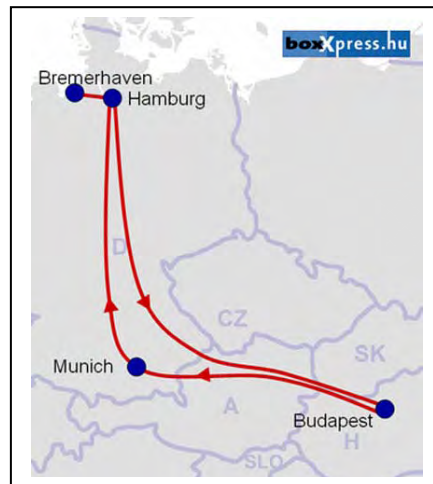 boxXpress.hu
Bremerhaven
Hamburg
D
CZ
SK
Munich
A
Budapest
H
SLO